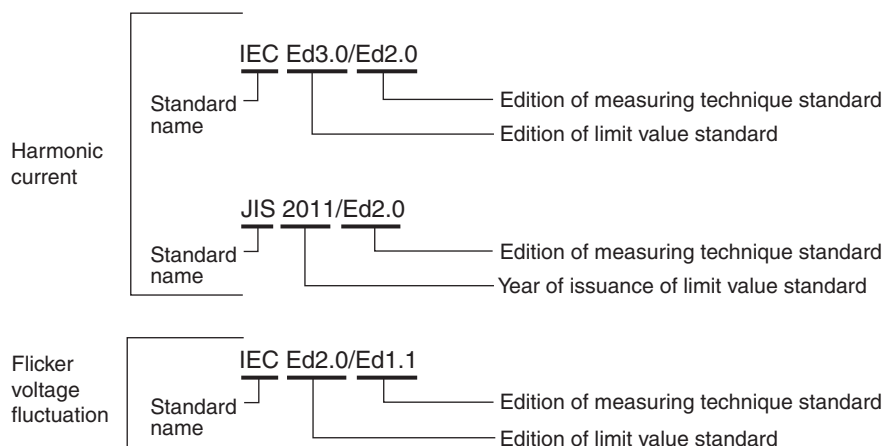 IEC Ed3.0/Ed2.0
Standard
name
Edition of measuring technique standard
Edition of limit value standard
Harmonic
current
JIS 2011/Ed2.0
Standard
name
Edition of measuring technique standard
Year of issuance of limit value standard
Flicker
voltage
fluctuation
IEC Ed2.0/Ed1.1
Standard
name
Edition of measuring technique standard
Edition of limit value standard